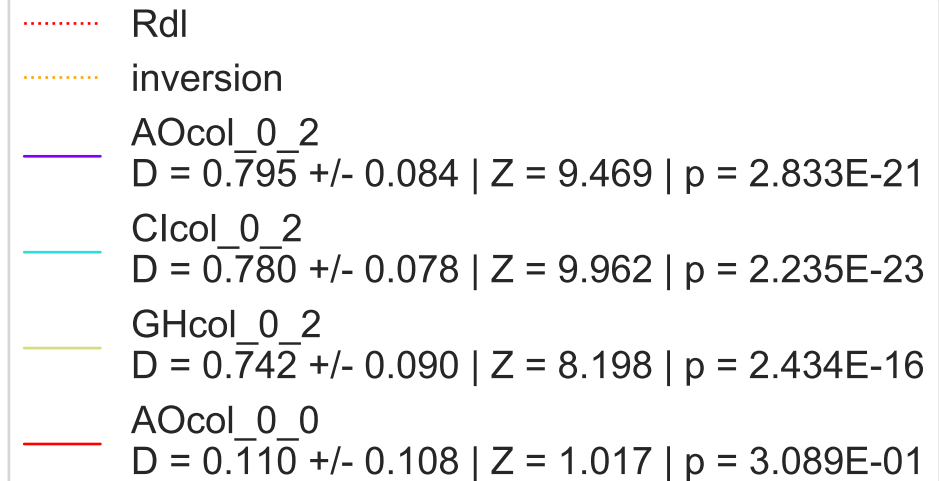 Rdl
inversion
AOcol_0_2
D = 0.795 +/- 0.084 | Z = 9.469 | p = 2.833E-21
CIcol_0_2
D = 0.780 +/- 0.078 | Z = 9.962 | p = 2.235E-23
GHcol_0_2
D = 0.742 +/- 0.090 | Z = 8.198 | p = 2.434E-16
AOcol_0_0
D = 0.110 +/- 0.108 | Z = 1.017 | p = 3.089E-01